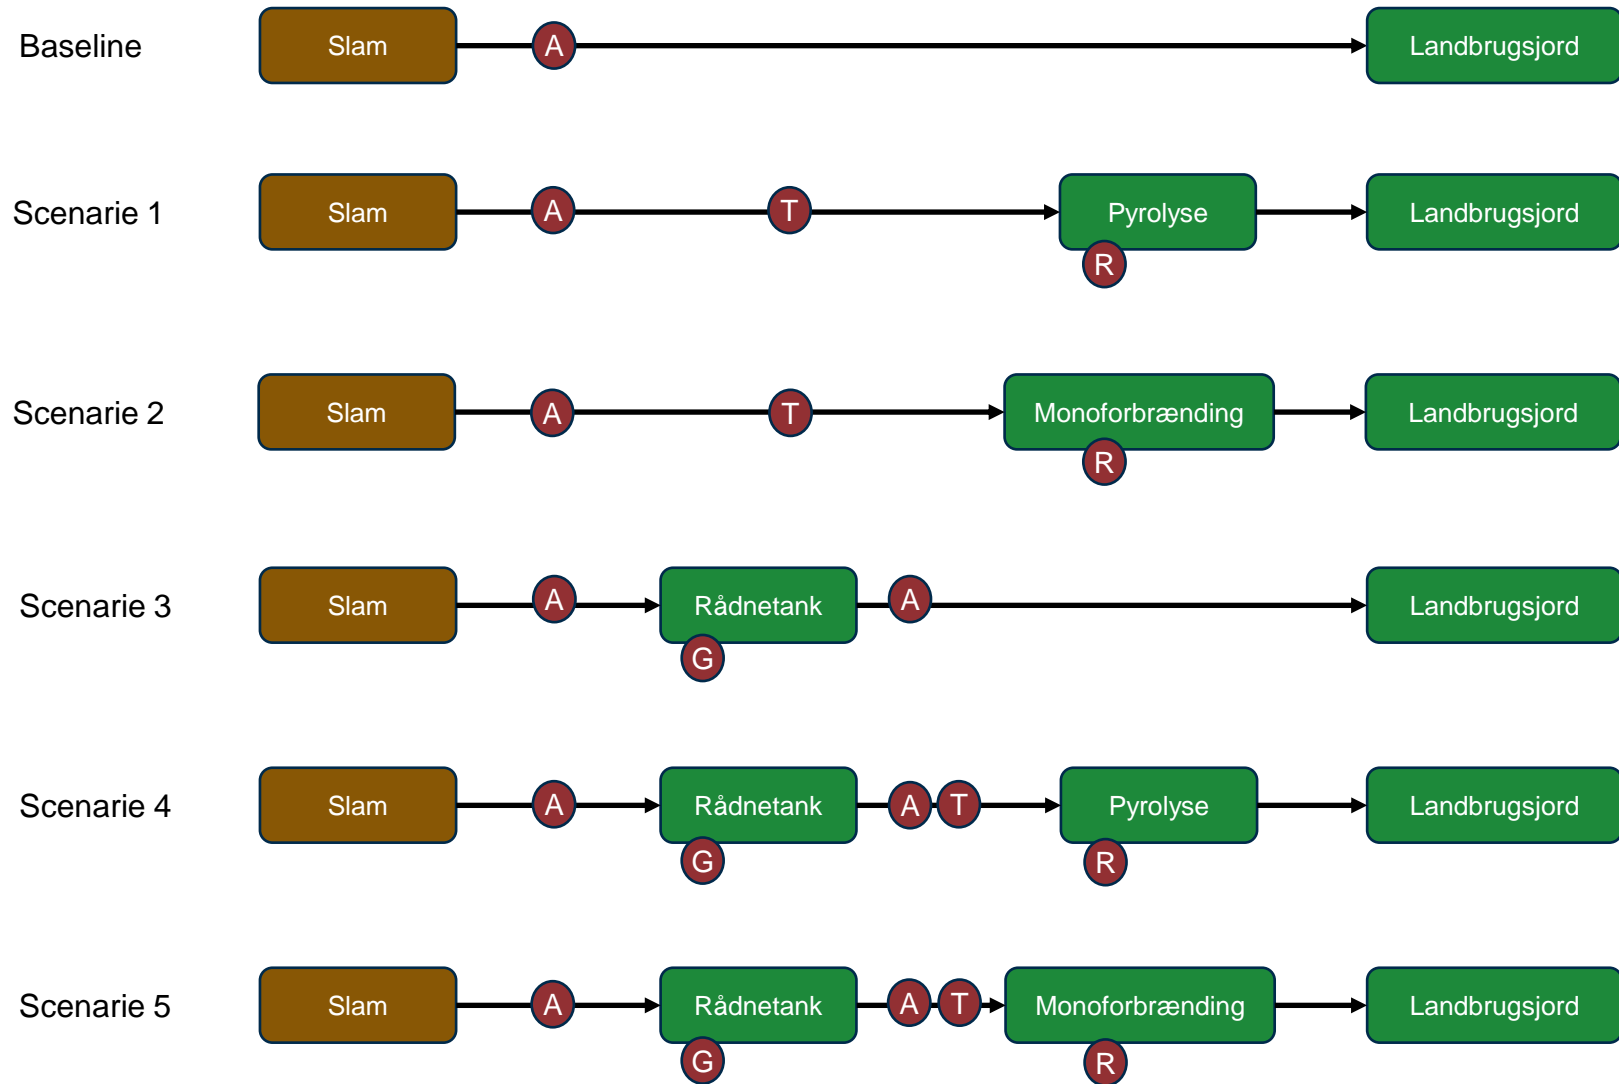 Baseline
Slam
A
Landbrugsjord
Scenarie 1
Slam
A
T
Pyrolyse
R
Landbrugsjord
Scenarie 2
Slam
A
T
Monoforbrænding
R
Landbrugsjord
Scenarie 3
Slam
A
Rådnetank
G
A
Landbrugsjord
Scenarie 4
Slam
A
Rådnetank
G
A
T
Pyrolyse
R
Landbrugsjord
Scenarie 5
Slam
A
Rådnetank
G
A
T
Monoforbrænding
R
Landbrugsjord